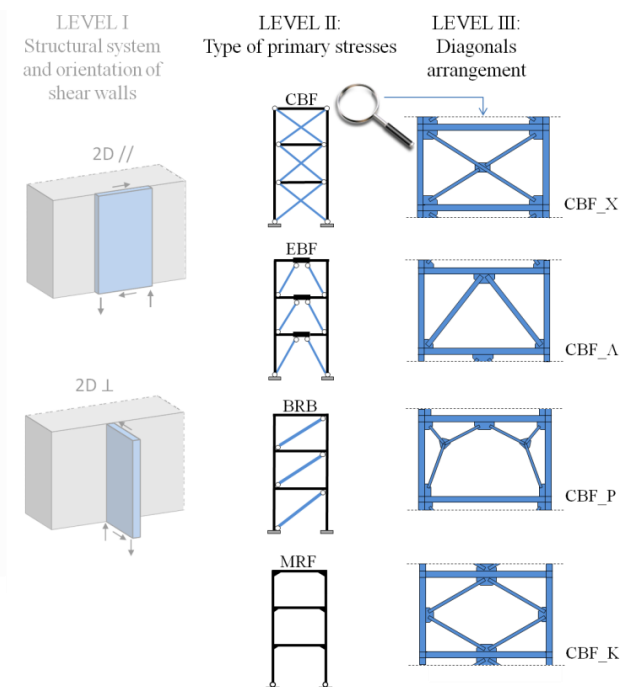 LEVEL I
Structural system
and orientation of
shear walls
2D //
2D ⊥
LEVEL II:
Type of primary stresses
CBF
EBF
BRB
MRF
LEVEL III:
Diagonals
arrangement
CBF_X
CBF_Λ
CBF_P
CBF_K